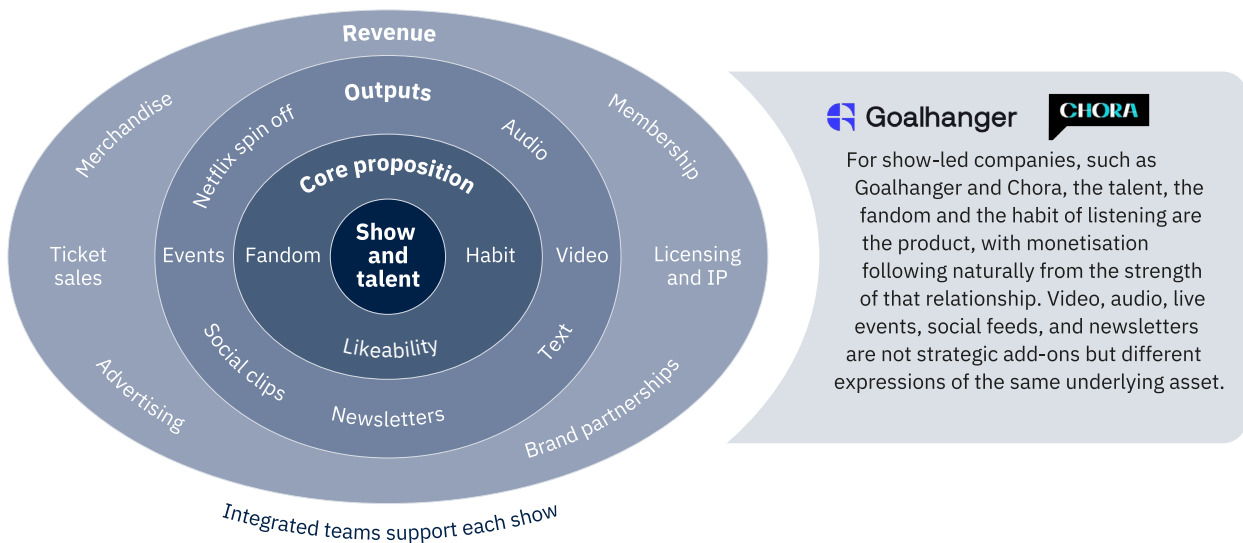 Revenue
Merchandise
Membership
Ticket
sales
Licensing
and IP
Advertising
Brand partnerships
Outputs
Netflix spin off
Audio
Events
Video
Social clips
Text
Newsletters
Core proposition
Fandom
Habit
Likeability
Show
and
talent
Integrated teams support each show
Goalhanger
CHORA
For show-led companies, such as
Goalhanger and Chora, the talent, the
fandom and the habit of listening are
the product, with monetisation
following naturally from the strength
of that relationship. Video, audio, live
events, social feeds, and newsletters
are not strategic add-ons but different
expressions of the same underlying asset.